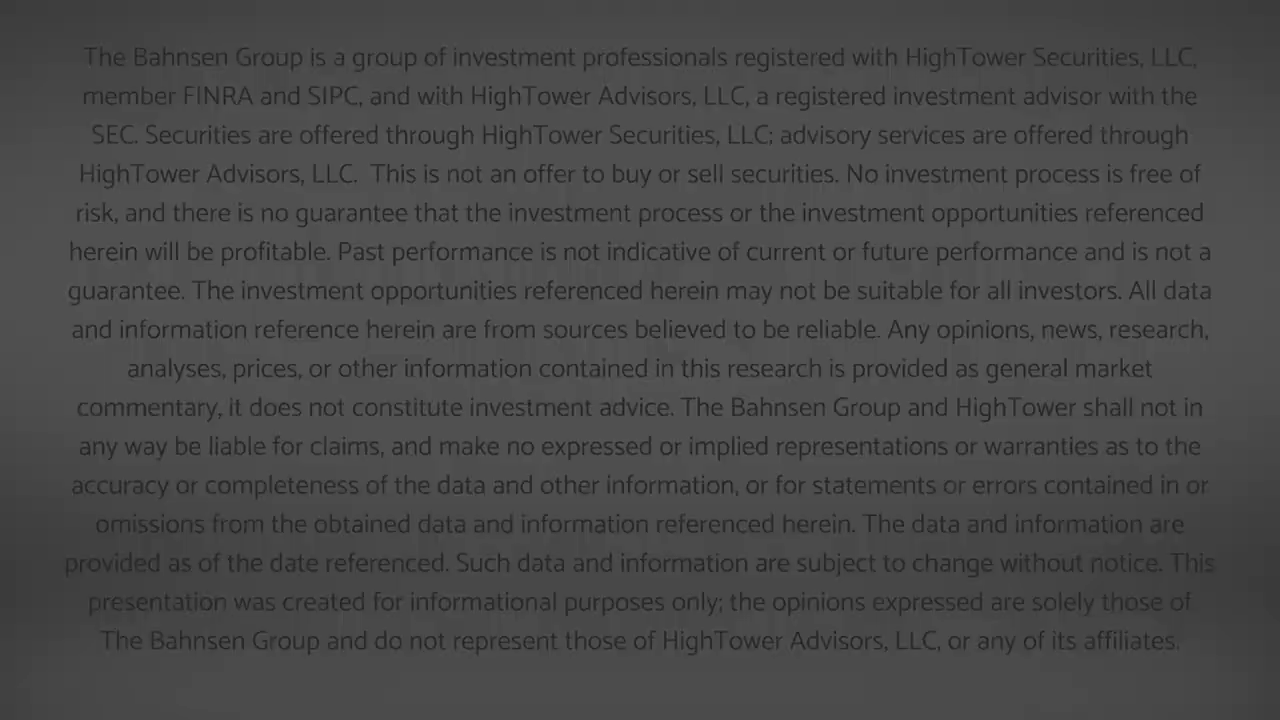 The Bahnsen Group is a group of investment professionals registered with HighTower Securities, LLC,
member FINRA and SIPC, and with HighTower Advisors, LLC, a registered investment advisor with the
SEC. Securities are offered through HighTower Securities, LLC; advisory services are offered through
HighTower Advisors, LLC.  This is not an offer to buy or sell securities. No investment process is free of
risk, and there is no guarantee that the investment process or the investment opportunities referenced
herein will be profitable. Past performance is not indicative of current or future performance and is not a
guarantee. The investment opportunities referenced herein may not be suitable for all investors. All data
and information reference herein are from sources believed to be reliable. Any opinions, news, research,
analyses, prices, or other information contained in this research is provided as general market
commentary, it does not constitute investment advice. The Bahnsen Group and HighTower shall not in
any way be liable for claims, and make no expressed or implied representations or warranties as to the
accuracy or completeness of the data and other information, or for statements or errors contained in or
omissions from the obtained data and information referenced herein. The data and information are
provided as of the date referenced. Such data and information are subject to change without notice. This
presentation was created for informational purposes only; the opinions expressed are solely those of
The Bahnsen Group and do not represent those of HighTower Advisors, LLC, or any of its affiliates.